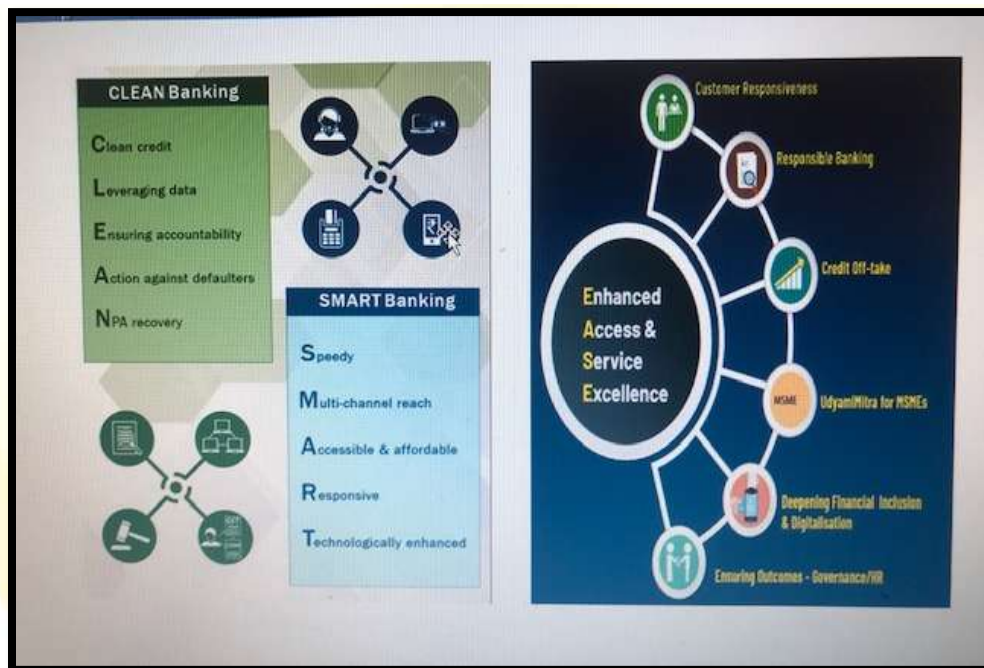 CLEAN Banking
Clean credit
Leveraging data
Ensuring accountability
Action against defaulters
NPA recovery
SMART Banking
Speedy
Multi-channel reach
Accessible & affordable
Responsive
Technologically enhanced
Enhanced
Access &
Service
Excellence
Customer Responsiveness
Responsible Banking
Credit Off-take
MSME
UdyamiMitra for MSMEs
Deepening Financial Inclusion
& Digitalisation
Ensuring Outcomes - Governance/HR